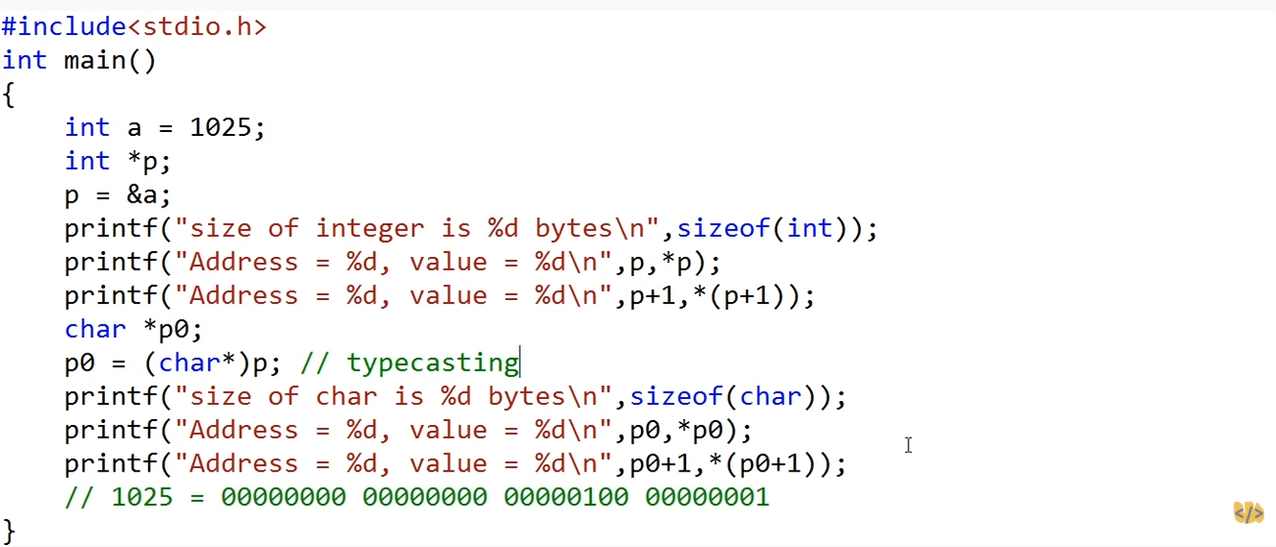 #include<stdio.h>
int main()
{
    int a = 1025;
    int *p;
    p = &a;
    printf("size of integer is %d bytes\n",sizeof(int));
    printf("Address = %d, value = %d\n",p,*p);
    printf("Address = %d, value = %d\n",p+1,*(p+1));
    char *p0;
    p0 = (char*)p; // typecasting
    printf("size of char is %d bytes\n",sizeof(char));
    printf("Address = %d, value = %d\n",p0,*p0);
    printf("Address = %d, value = %d\n",p0+1,*(p0+1));
    // 1025 = 00000000 00000000 00000100 00000001
}
</>